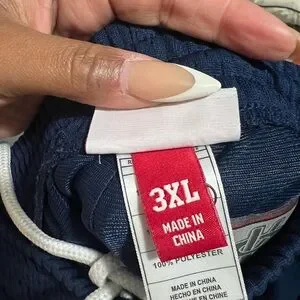 3XL
MADE IN
CHINA
100% POLYESTER
MADE IN CHINA
HECHO EN CHINA